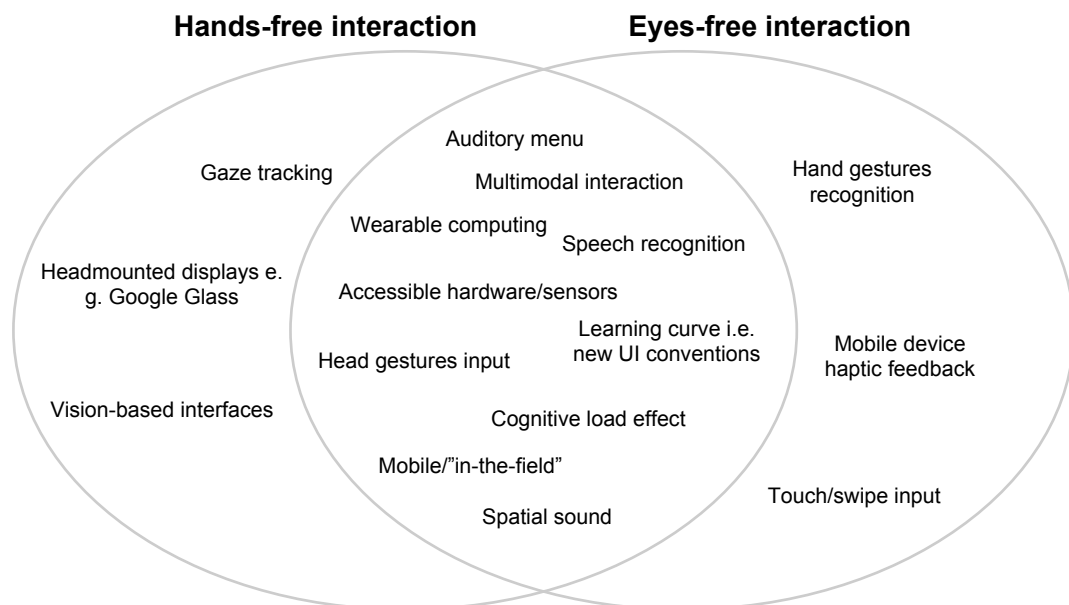 Hands-free interaction
Eyes-free interaction
Auditory menu
Gaze tracking
Multimodal interaction
Hand gestures
recognition
Wearable computing
Speech recognition
Headmounted displays e.
g. Google Glass
Accessible hardware/sensors
Learning curve i.e.
new UI conventions
Head gestures input
Mobile device
haptic feedback
Vision-based interfaces
Cognitive load effect
Mobile/”in-the-field”
Touch/swipe input
Spatial sound